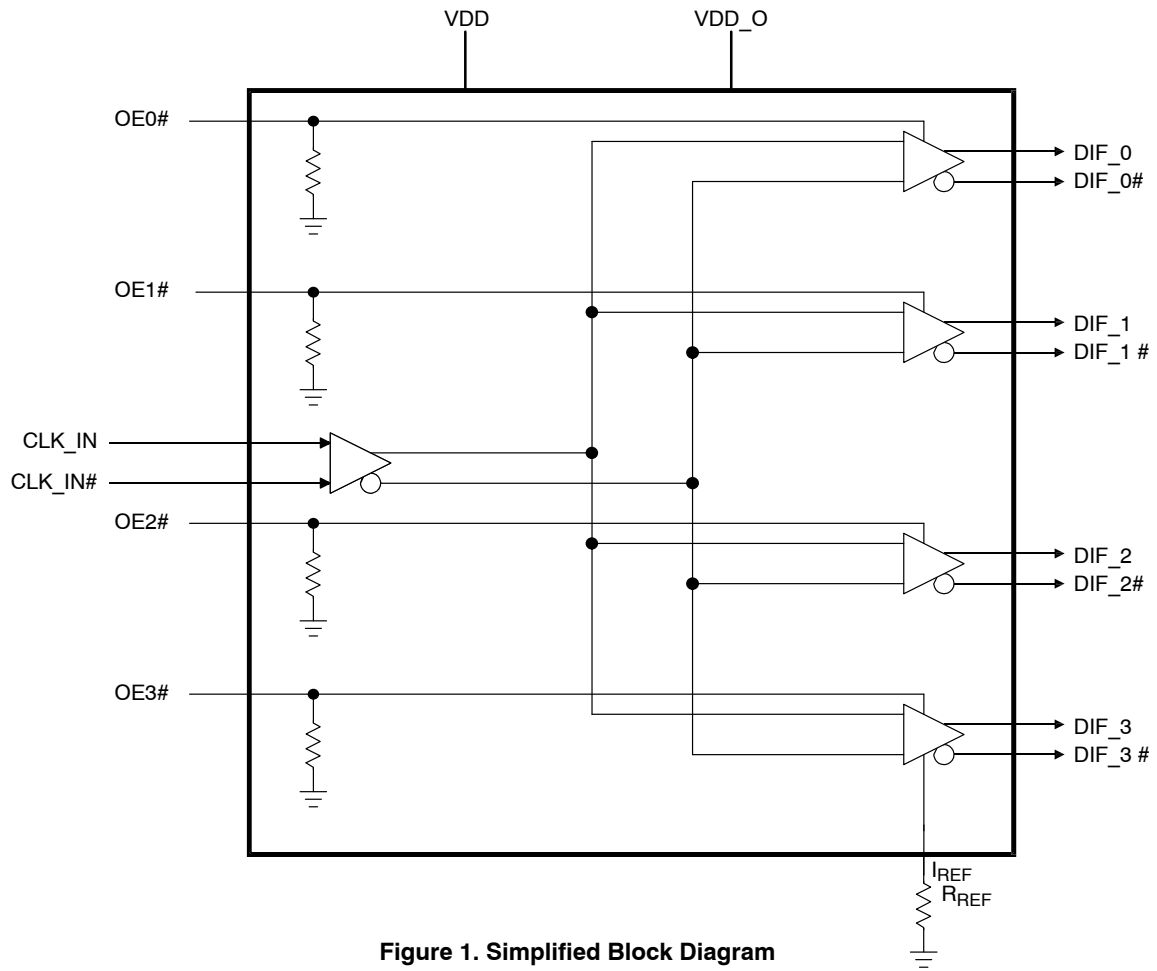 VDD
VDD_O
OE0#
DIF_0
DIF_0#
OE1#
DIF_1
DIF_1 #
CLK_IN
CLK_IN#
OE2#
DIF_2
DIF_2#
OE3#
DIF_3
DIF_3 #
IREF
RREF
Figure 1. Simplified Block Diagram